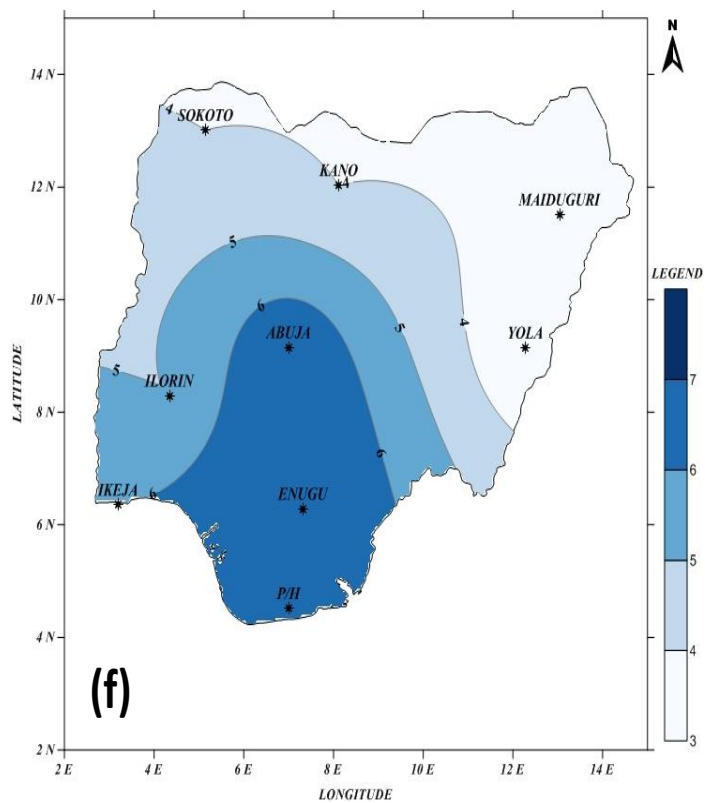 N
14 N
4
SOKOTO
KANO
4
12 N
MAIDUGURI
5
LEGEND
10 N
6
ABUJA
5
4
YOLA
7
5
ILORIN
8 N
LATITUDE
6
6
IKEJA
6
ENUGU
6 N
5
P/H
4 N
4
(f)
3
2 N
2 E
4 E
6 E
8 E
10 E
12 E
14 E
LONGITUDE